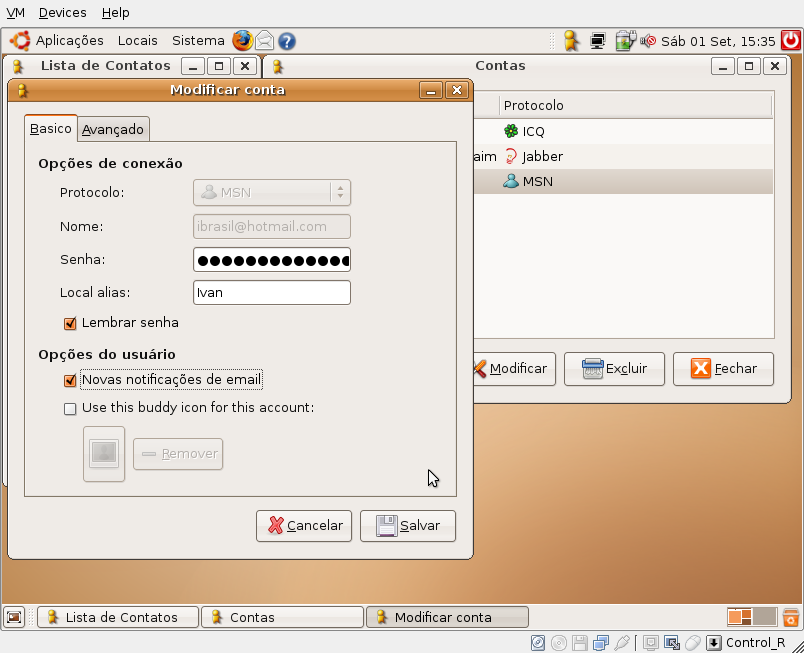 VM Devices Help
Aplicações Locais Sistema Sáb 01 Set, 15:35
Lista de Contatos
Contas
Modificar conta
Basico Avançado
Opções de conexão
Protocolo: MSN
Nome: ibrasil@hotmail.com
Senha:
Local alias: Ivan
Lembrar senha
Opções do usuário
Novas notificações de email
Use this buddy icon for this account:
Remover
Cancelar Salvar
Protocolo
ICQ
aim Jabber
MSN
Modificar Excluir Fechar
Lista de Contatos Contas Modificar conta
Control_R